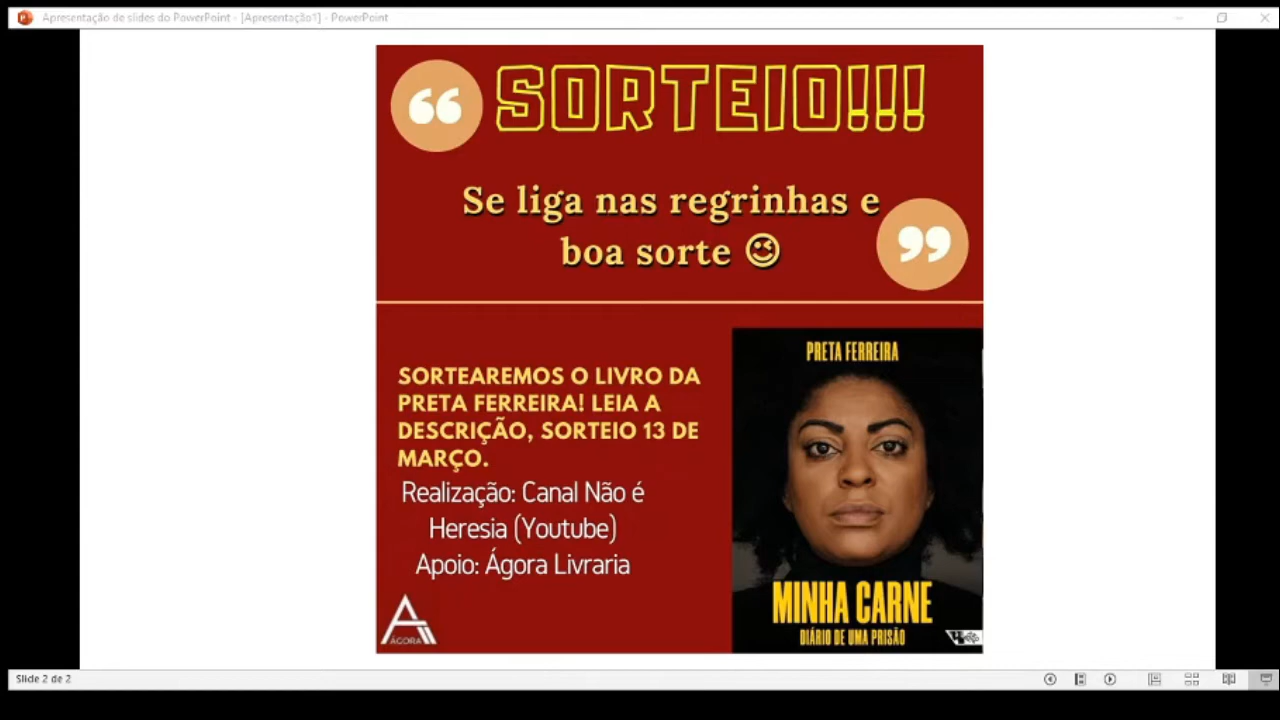 Apresentação de slides do PowerPoint - [Apresentação1] - PowerPoint
SORTEIO!!!
Se liga nas regrinhas e
boa sorte
SORTEAREMOS O LIVRO DA
PRETA FERREIRA! LEIA A
DESCRIÇÃO, SORTEIO 13 DE
MARÇO.
Realização: Canal Não é
Heresia (Youtube)
Apoio: Ágora Livraria
ÁGORA
PRETA FERREIRA
MINHA CARNE
DIÁRIO DE UMA PRISÃO
Slide 2 de 2